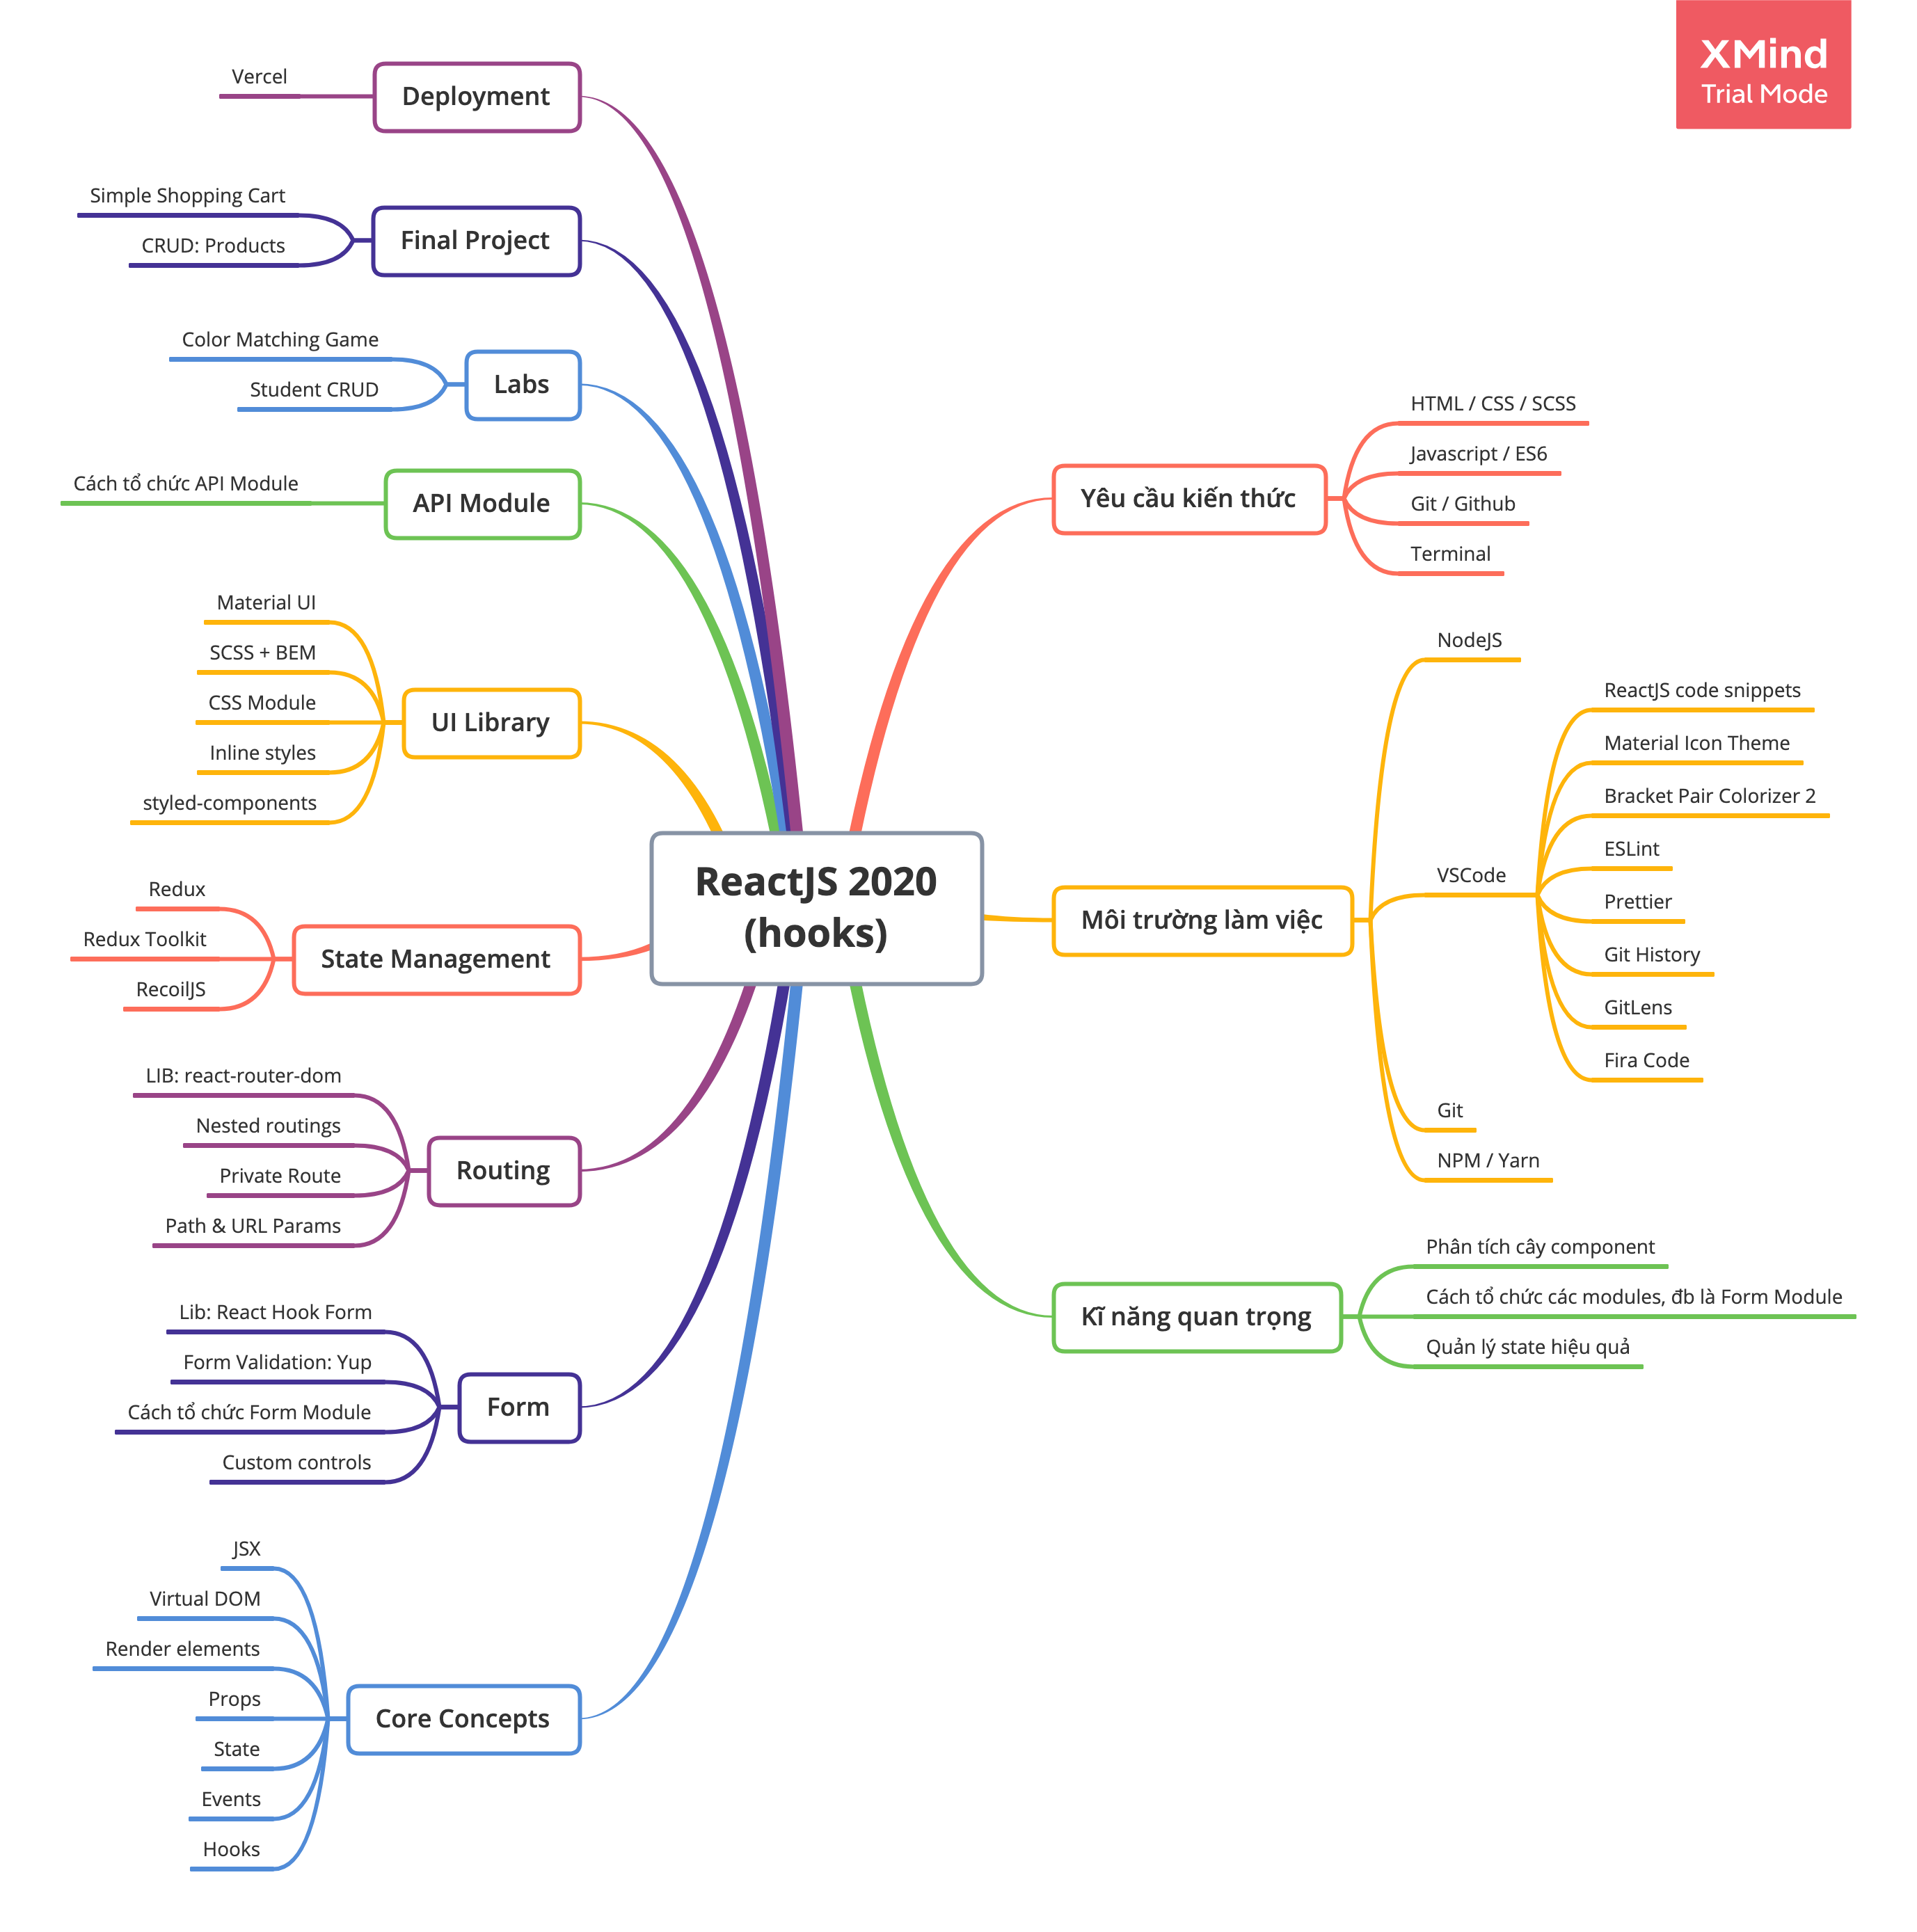 XMind
Trial Mode
Vercel
Deployment
Simple Shopping Cart
CRUD: Products
Final Project
Color Matching Game
Student CRUD
Labs
Cách tổ chức API Module
API Module
Material UI
SCSS + BEM
CSS Module
Inline styles
styled-components
UI Library
Redux
Redux Toolkit
RecoilJS
State Management
LIB: react-router-dom
Nested routings
Private Route
Path & URL Params
Routing
Lib: React Hook Form
Form Validation: Yup
Cách tổ chức Form Module
Custom controls
Form
JSX
Virtual DOM
Render elements
Props
State
Events
Hooks
Core Concepts
ReactJS 2020
(hooks)
Yêu cầu kiến thức
HTML / CSS / SCSS
Javascript / ES6
Git / Github
Terminal
Môi trường làm việc
NodeJS
VSCode
ReactJS code snippets
Material Icon Theme
Bracket Pair Colorizer 2
ESLint
Prettier
Git History
GitLens
Fira Code
Git
NPM / Yarn
Kĩ năng quan trọng
Phân tích cây component
Cách tổ chức các modules, đb là Form Module
Quản lý state hiệu quả